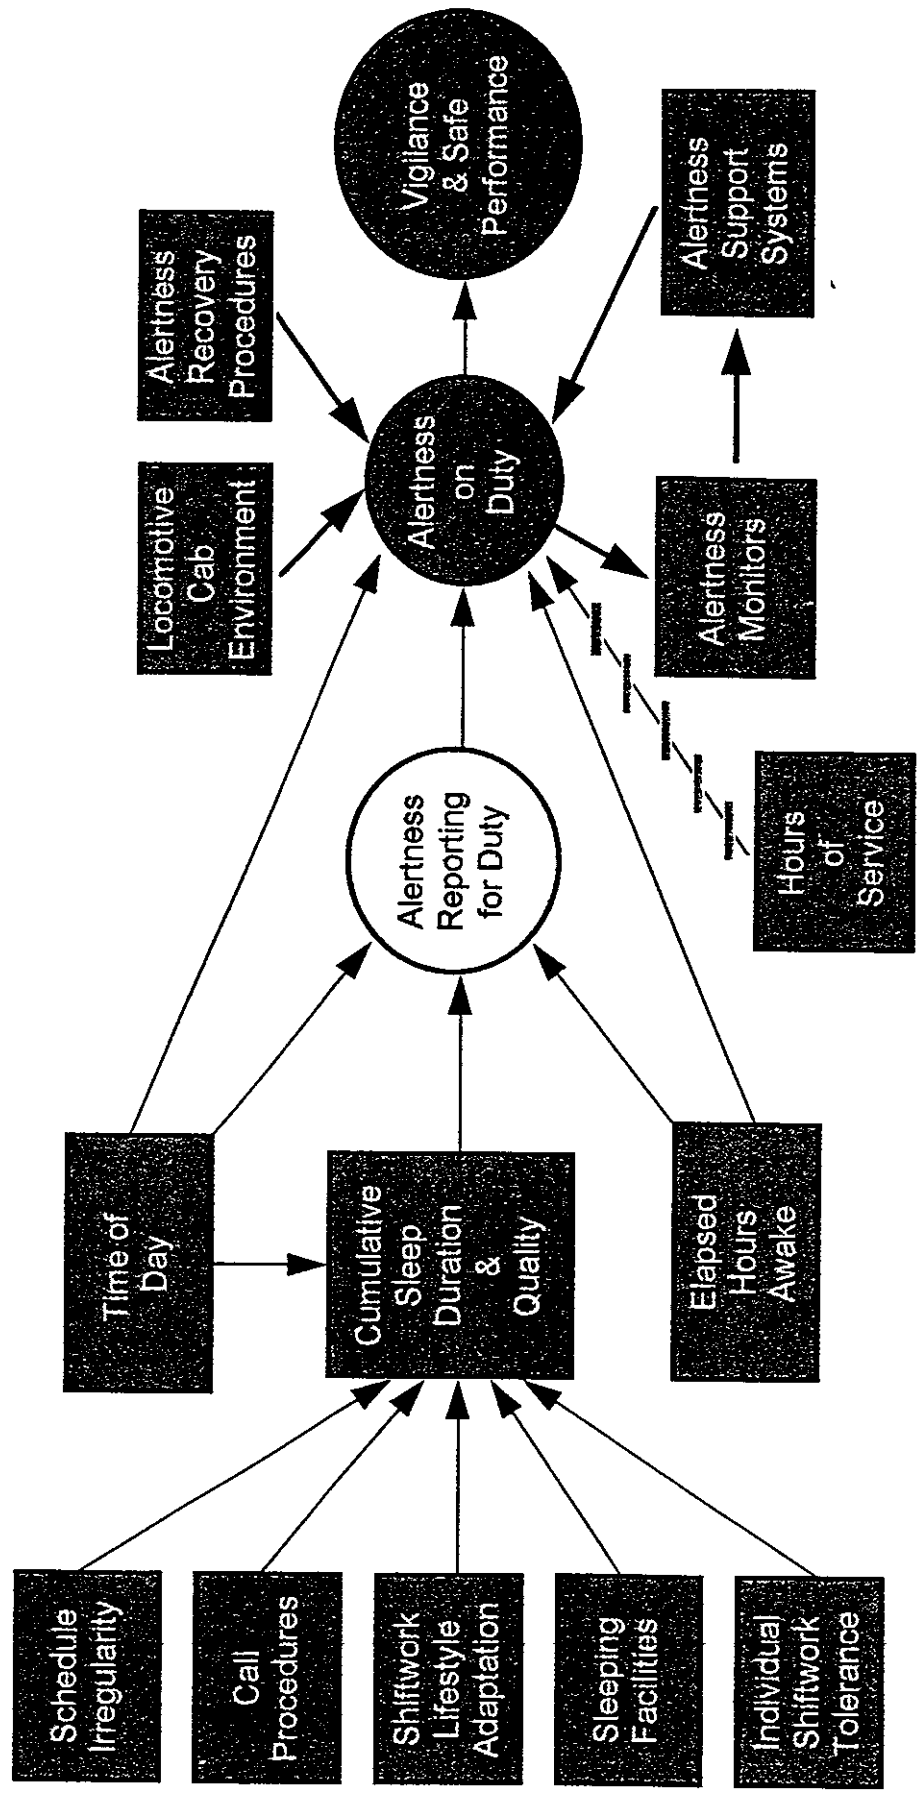 Schedule
Irregularity
Call
Procedures
Shiftwork
Lifestyle
Adaptation
Sleeping
Facilities
Individual
Shiftwork
Tolerance
Time of
Day
Cumulative
Sleep
Duration
&
Quality
Elapsed
Hours
Awake
Alertness
Reporting
for Duty
Hours
of
Service
Locomotive
Cab
Environment
Alertness
Recovery
Procedures
Alertness
on
Duty
Alertness
Monitors
Vigilance
& Safe
Performance
Alertness
Support
Systems